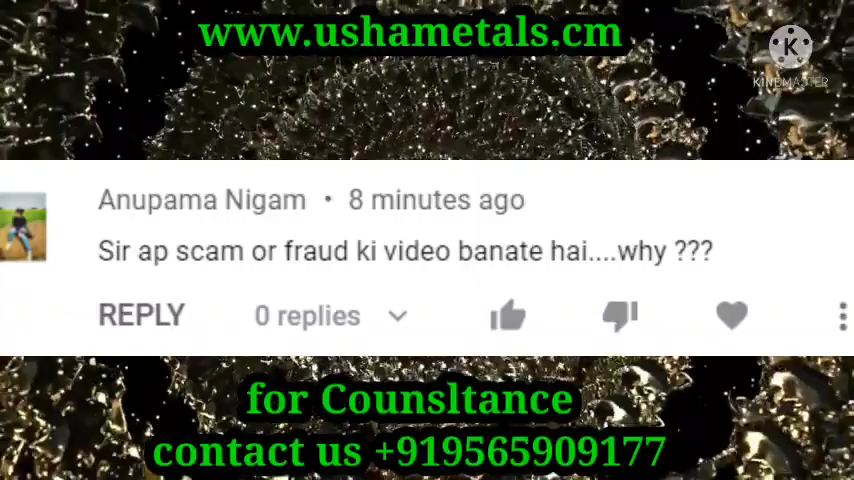 www.ushametals.cm
K
KINEMASTER
Anupama Nigam • 8 minutes ago
Sir ap scam or fraud ki video banate hai....why ???
REPLY 0 replies
for Counsltance
contact us +919565909177